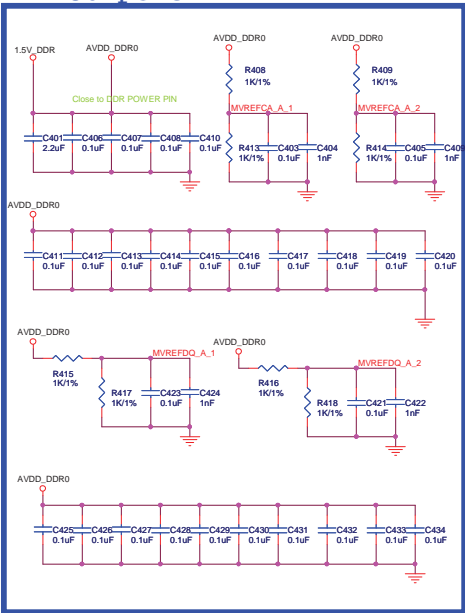 1.5V_DDR
AVDD_DDR0
AVDD_DDR0
AVDD_DDR0
R408
1K/1%
R409
1K/1%
Close to DDR POWER PIN
MVREFCA_A_1
MVREFCA_A_2
C401
2.2uF
C406
0.1uF
C407
0.1uF
C408
0.1uF
C410
0.1uF
R413
1K/1%
C403
0.1uF
C404
1nF
R414
1K/1%
C405
0.1uF
C409
1nF
AVDD_DDR0
C411
0.1uF
C412
0.1uF
C413
0.1uF
C414
0.1uF
C415
0.1uF
C416
0.1uF
C417
0.1uF
C418
0.1uF
C419
0.1uF
C420
0.1uF
AVDD_DDR0
MVREFDQ_A_1
R415
1K/1%
R417
1K/1%
C423
0.1uF
C424
1nF
AVDD_DDR0
MVREFDQ_A_2
R416
1K/1%
R418
1K/1%
C421
0.1uF
C422
1nF
AVDD_DDR0
C425
0.1uF
C426
0.1uF
C427
0.1uF
C428
0.1uF
C429
0.1uF
C430
0.1uF
C431
0.1uF
C432
0.1uF
C433
0.1uF
C434
0.1uF